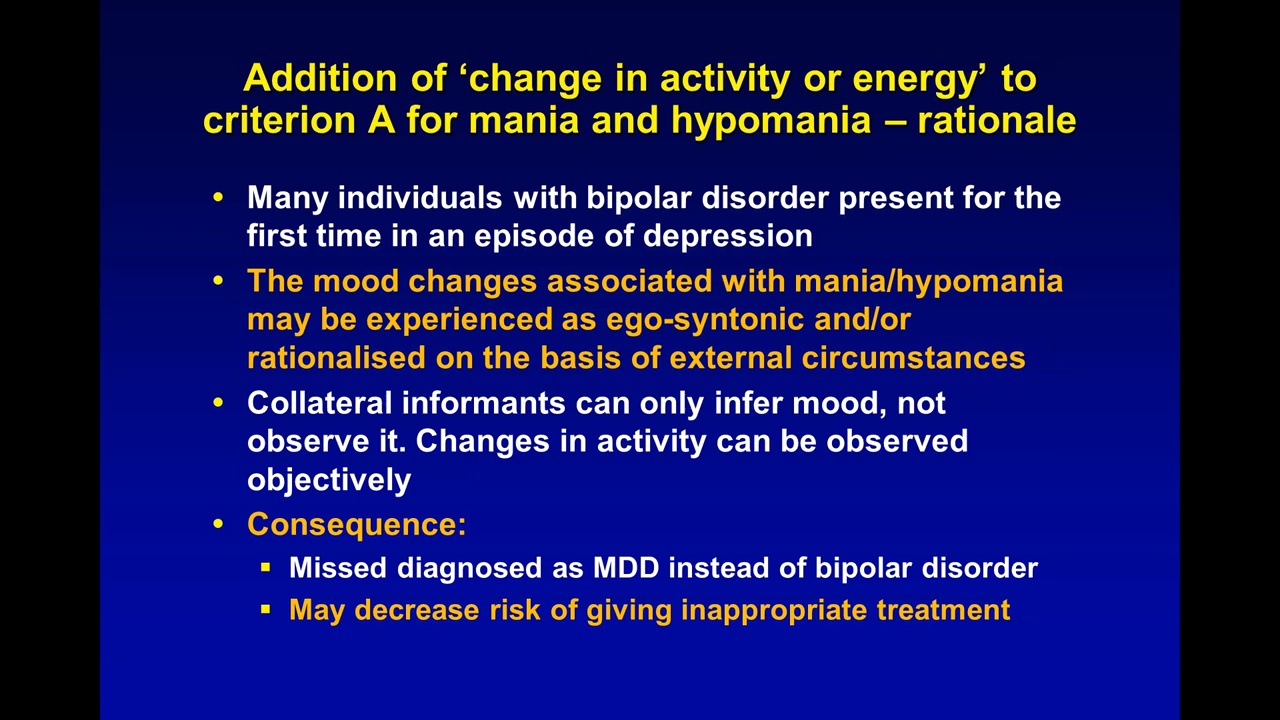 Addition of ‘change in activity or energy’ to
criterion A for mania and hypomania – rationale
• Many individuals with bipolar disorder present for the
first time in an episode of depression
• The mood changes associated with mania/hypomania
may be experienced as ego-syntonic and/or
rationalised on the basis of external circumstances
• Collateral informants can only infer mood, not
observe it. Changes in activity can be observed
objectively
• Consequence:
▪ Missed diagnosed as MDD instead of bipolar disorder
▪ May decrease risk of giving inappropriate treatment